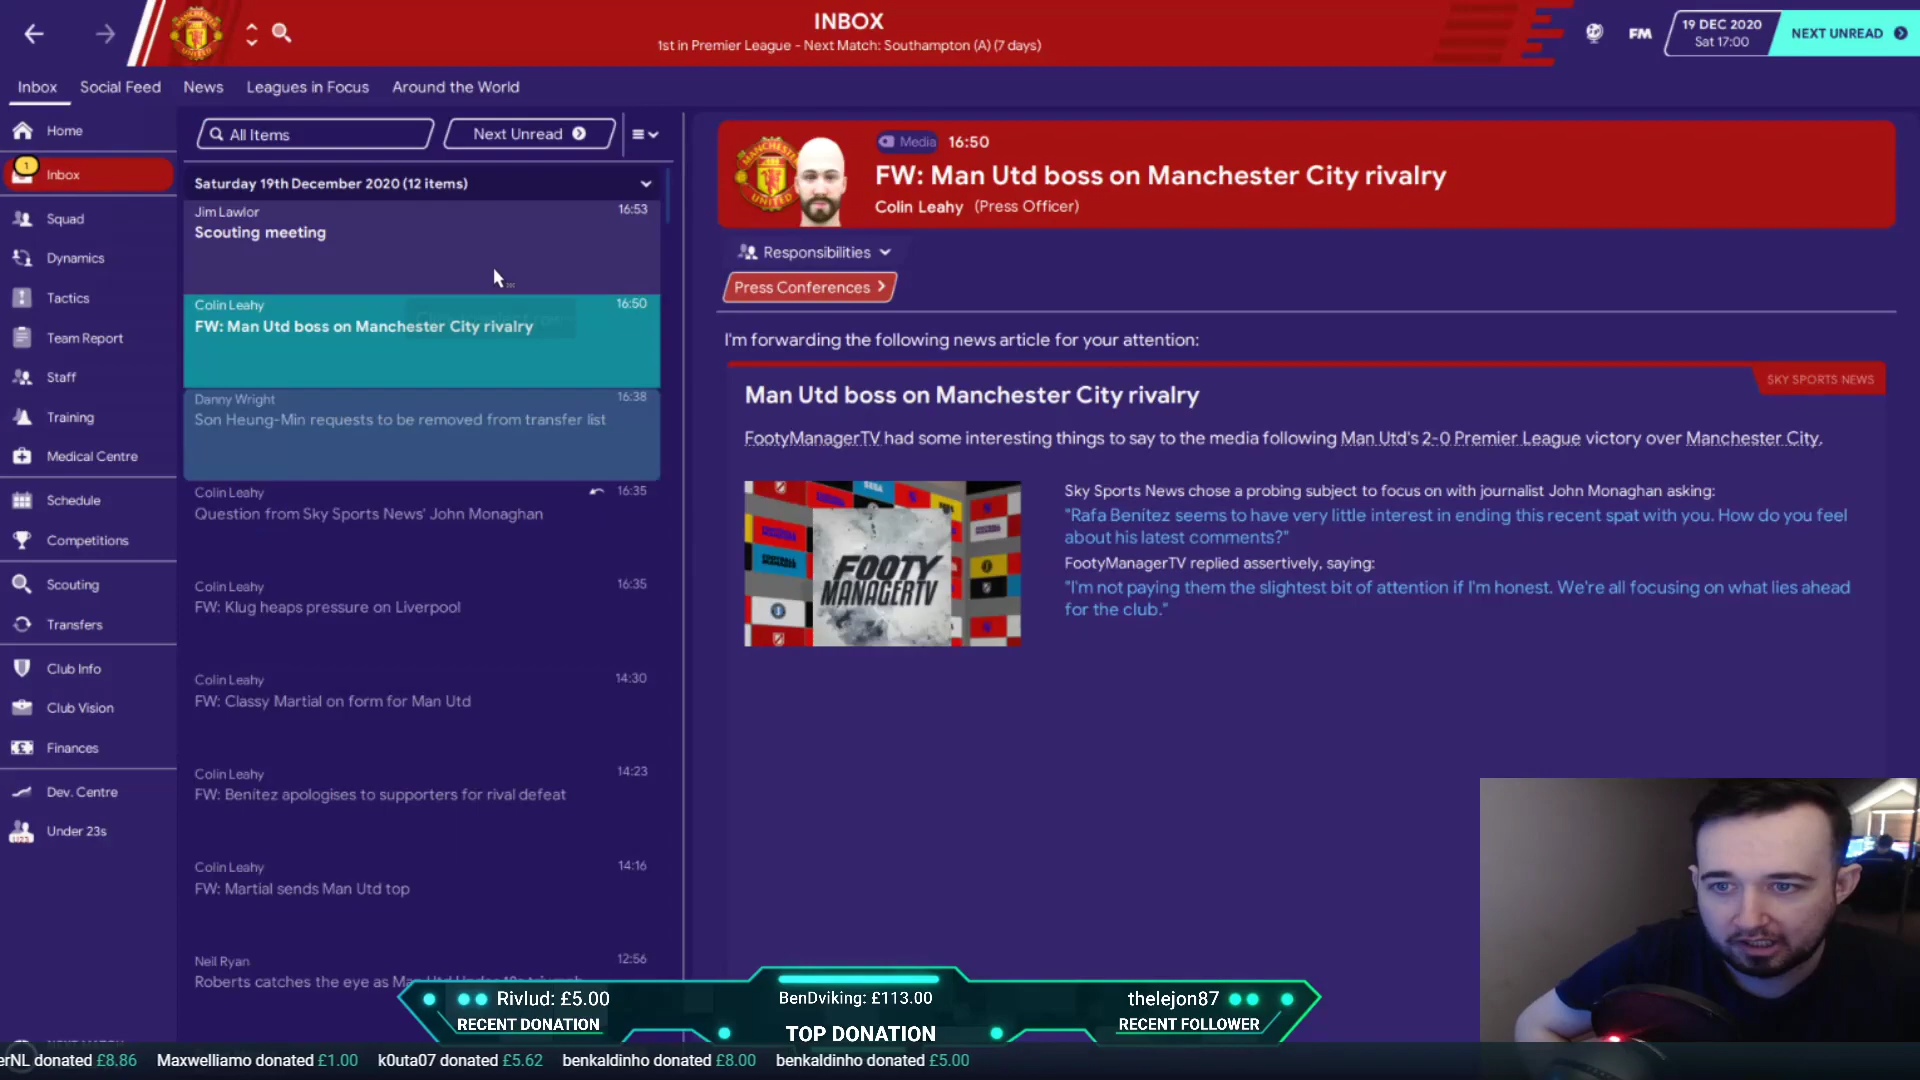 INBOX
1st in Premier League - Next Match: Southampton (A) (7 days)
FM
19 DEC 2020
Sat 17:00
NEXT UNREAD
Inbox
Social Feed
News
Leagues in Focus
Around the World
Home
1
Inbox
Squad
Dynamics
Tactics
Team Report
Staff
Training
Medical Centre
Schedule
Competitions
Scouting
Transfers
Club Info
Club Vision
Finances
Dev. Centre
Under 23s
All Items
Next Unread
Saturday 19th December 2020 (12 items)
Jim Lawlor 16:53
Scouting meeting
Colin Leahy 16:50
FW: Man Utd boss on Manchester City rivalry
Danny Wright 16:38
Son Heung-Min requests to be removed from transfer list
Colin Leahy 16:35
Question from Sky Sports News' John Monaghan
Colin Leahy 16:35
FW: Klug heaps pressure on Liverpool
Colin Leahy 14:30
FW: Classy Martial on form for Man Utd
Colin Leahy 14:23
FW: Benítez apologises to supporters for rival defeat
Colin Leahy 14:16
FW: Martial sends Man Utd top
Neil Ryan 12:56
Roberts catches the eye as Man Utd Under
Media 16:50
FW: Man Utd boss on Manchester City rivalry
Colin Leahy (Press Officer)
Responsibilities
Press Conferences
I'm forwarding the following news article for your attention:
SKY SPORTS NEWS
Man Utd boss on Manchester City rivalry
FootyManagerTV had some interesting things to say to the media following Man Utd's 2-0 Premier League victory over Manchester City.
FOOTY
MANAGERTV
Sky Sports News chose a probing subject to focus on with journalist John Monaghan asking:
"Rafa Benítez seems to have very little interest in ending this recent spat with you. How do you feel
about his latest comments?"
FootyManagerTV replied assertively, saying:
"I'm not paying them the slightest bit of attention if I'm honest. We're all focusing on what lies ahead
for the club."
Rivlud: £5.00
RECENT DONATION
BenDviking: £113.00
TOP DONATION
thelejon87
RECENT FOLLOWER
erNL donated £8.86 Maxwelliamo donated £1.00 k0uta07 donated £5.62 benkaldinho donated £8.00 benkaldinho donated £5.00